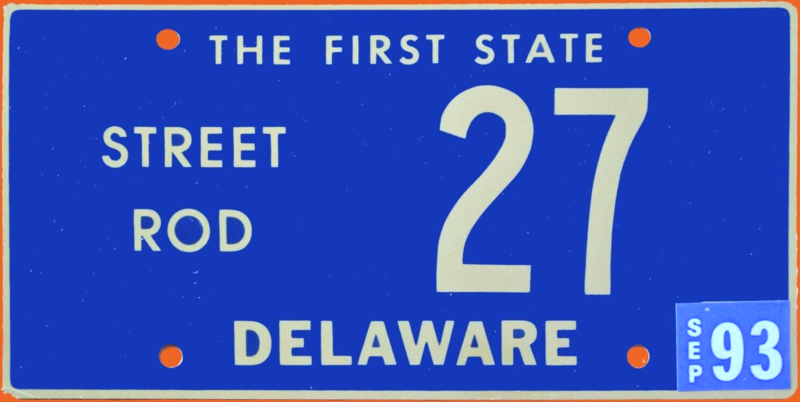 THE FIRST STATE
STREET
ROD
27
DELAWARE
SEP 93